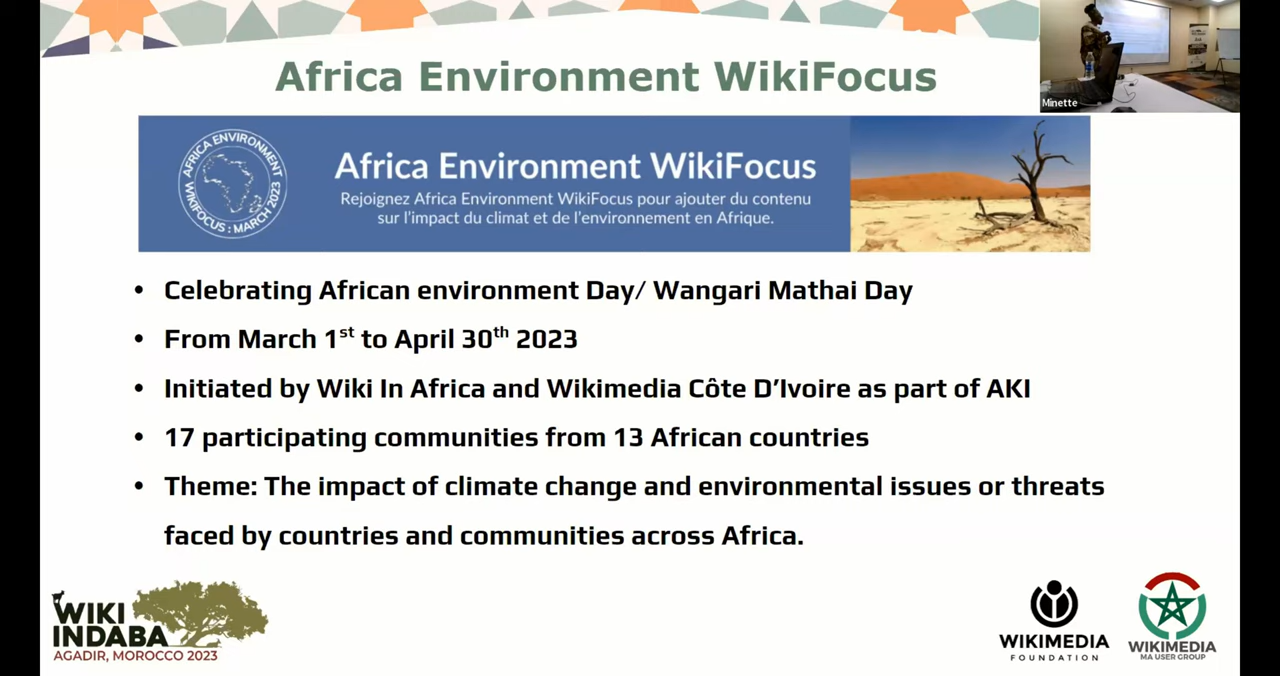 Africa Environment WikiFocus
Minette
AFRICA ENVIRONMENT
WIKIFOCUS : MARCH 2023
Africa Environment WikiFocus
Rejoignez Africa Environment WikiFocus pour ajouter du contenu
sur l'impact du climat et de l'environnement en Afrique.
• Celebrating African environment Day/ Wangari Mathai Day
• From March 1st to April 30th 2023
• Initiated by Wiki In Africa and Wikimedia Côte D'Ivoire as part of AKI
• 17 participating communities from 13 African countries
• Theme: The impact of climate change and environmental issues or threats
faced by countries and communities across Africa.
WIKI
INDABA
AGADIR, MOROCCO 2023
WIKIMEDIA
FOUNDATION
WIKIMEDIA
MA USER GROUP